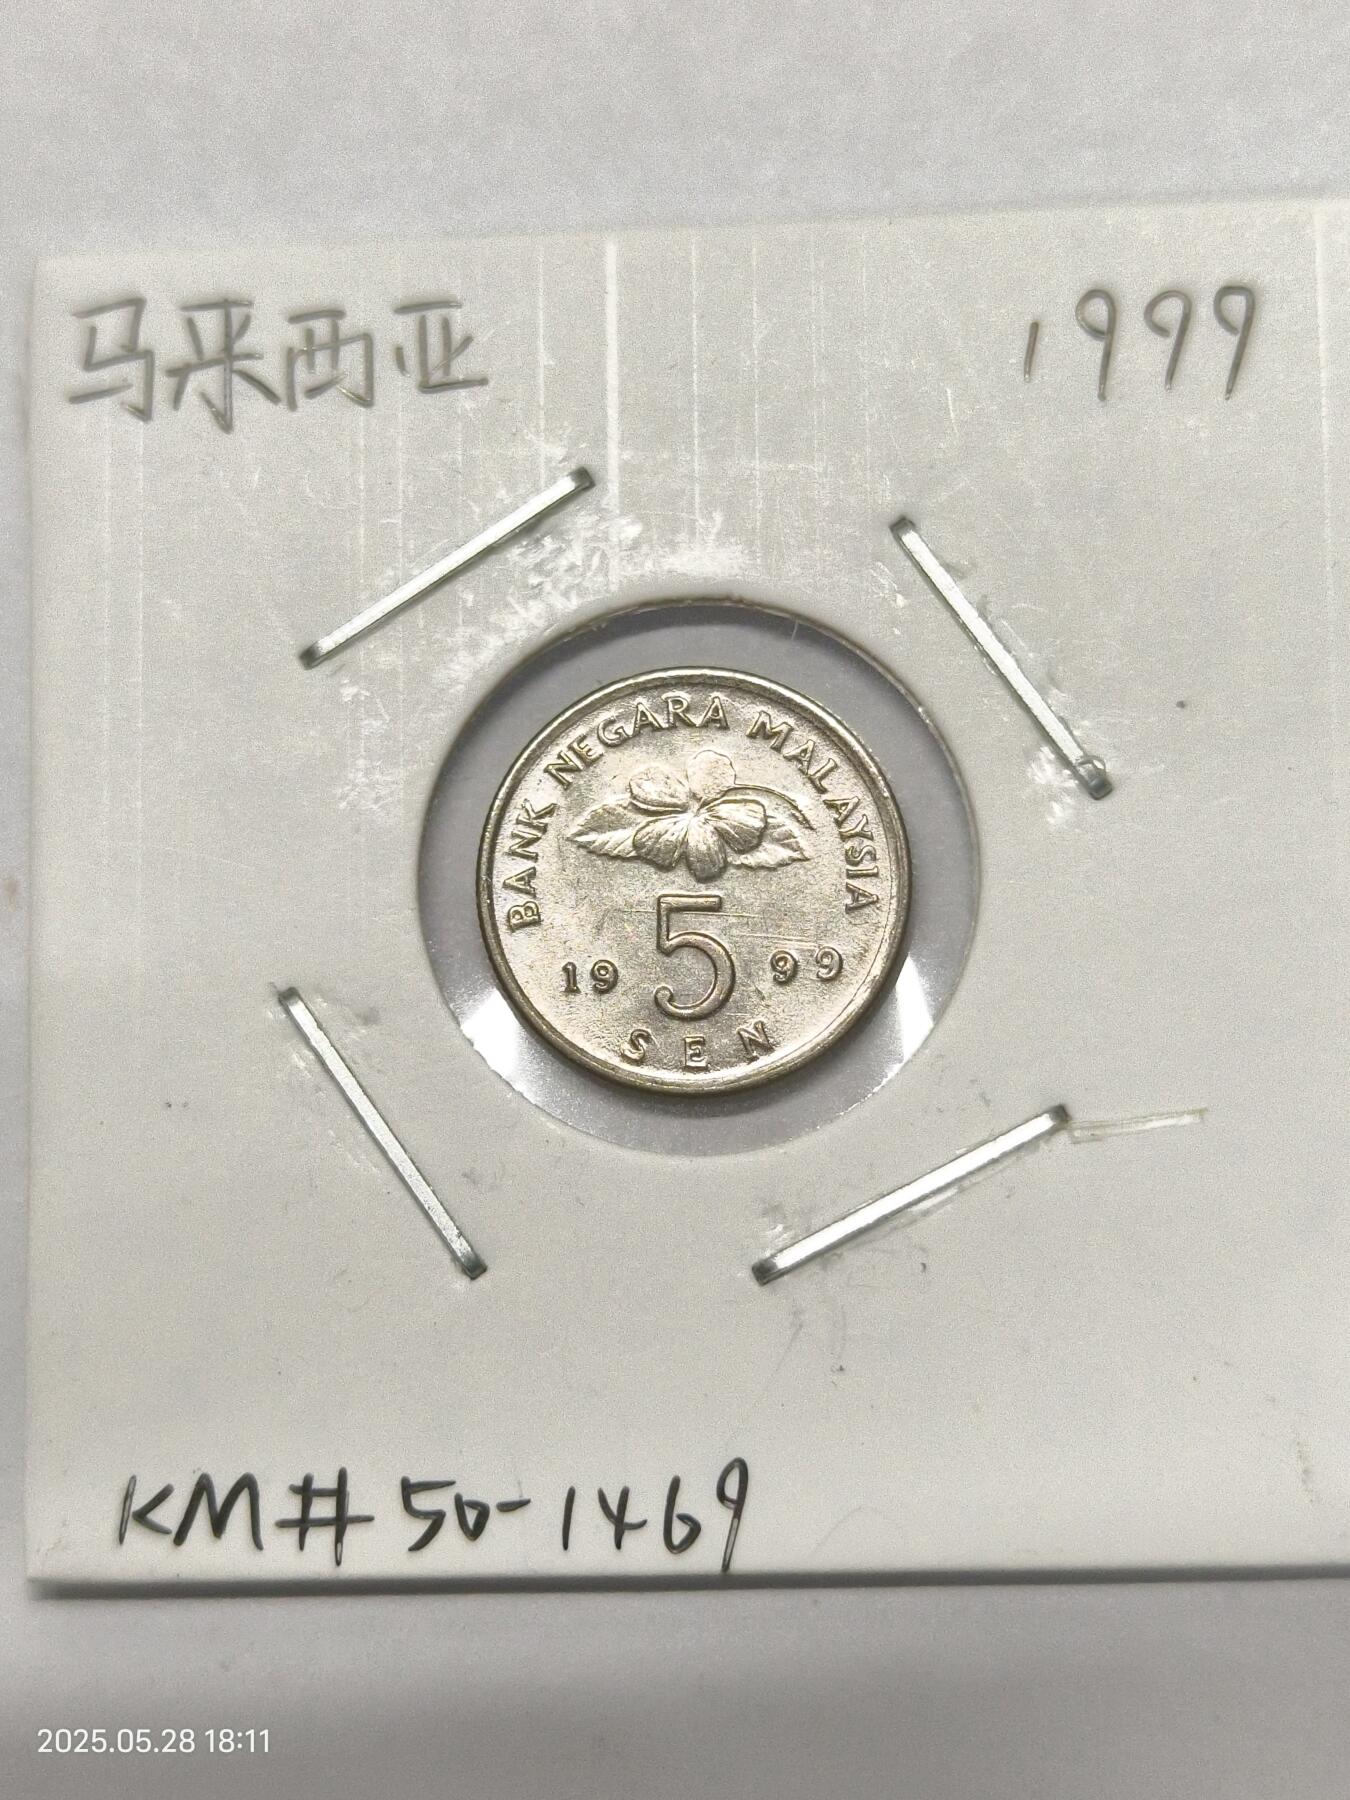 马来西亚 1999
BANK NEGARA MALAYSIA
5
19 99
SEN
KM#50-1469
2025.05.28 18:11